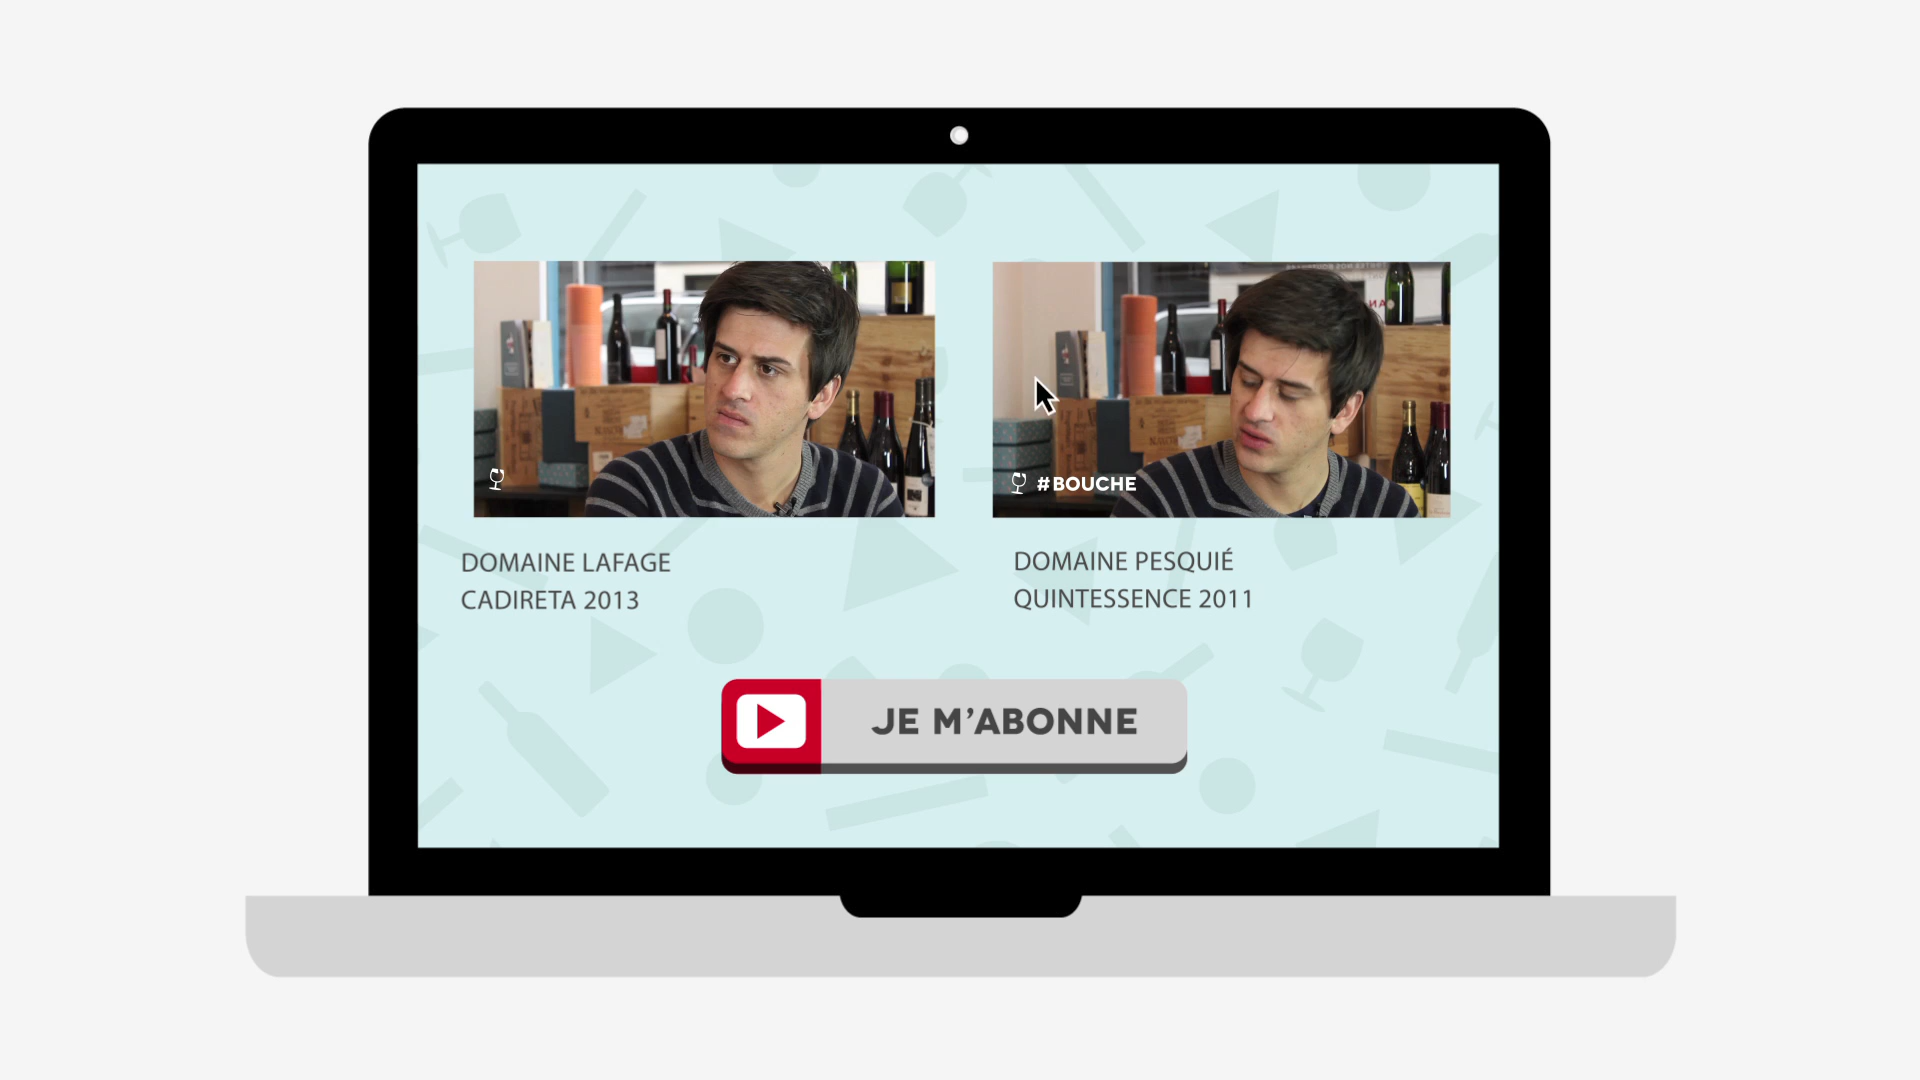 #BOUCHE
DOMAINE LAFAGE
CADIRETA 2013
DOMAINE PESQUIÉ
QUINTESSENCE 2011
JE M’ABONNE